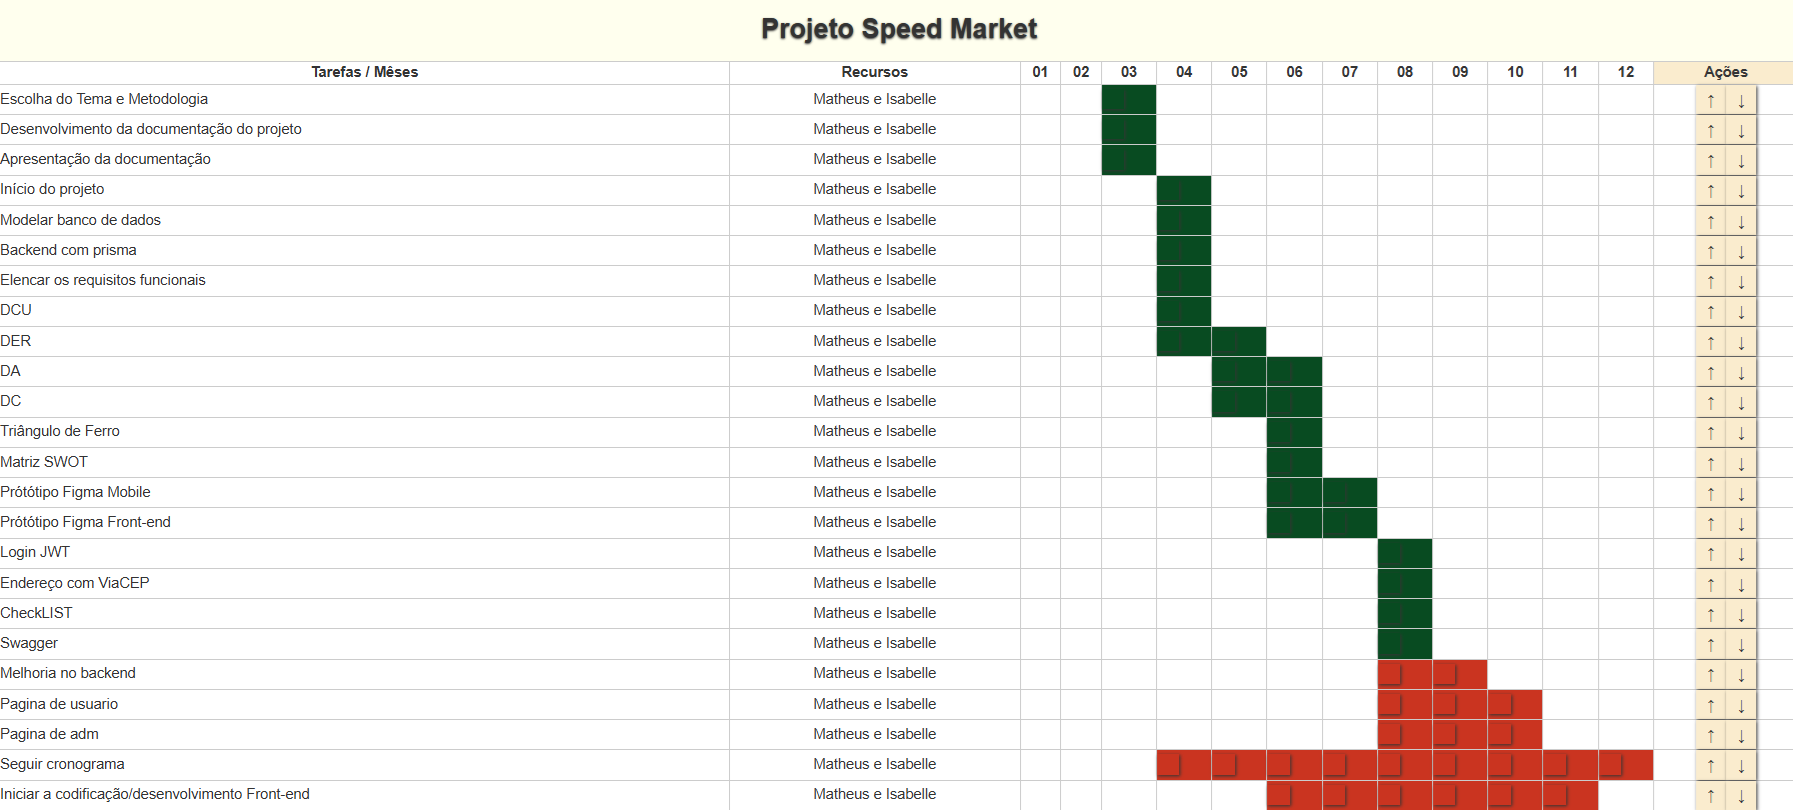 Projeto Speed Market
Tarefas / Mêses Recursos 01 02 03 04 05 06 07 08 09 10 11 12 Ações
Escolha do Tema e Metodologia Matheus e Isabelle ↑ ↓
Desenvolvimento da documentação do projeto Matheus e Isabelle ↑ ↓
Apresentação da documentação Matheus e Isabelle ↑ ↓
Início do projeto Matheus e Isabelle ↑ ↓
Modelar banco de dados Matheus e Isabelle ↑ ↓
Backend com prisma Matheus e Isabelle ↑ ↓
Elencar os requisitos funcionais Matheus e Isabelle ↑ ↓
DCU Matheus e Isabelle ↑ ↓
DER Matheus e Isabelle ↑ ↓
DA Matheus e Isabelle ↑ ↓
DC Matheus e Isabelle ↑ ↓
Triângulo de Ferro Matheus e Isabelle ↑ ↓
Matriz SWOT Matheus e Isabelle ↑ ↓
Prótótipo Figma Mobile Matheus e Isabelle ↑ ↓
Prótótipo Figma Front-end Matheus e Isabelle ↑ ↓
Login JWT Matheus e Isabelle ↑ ↓
Endereço com ViaCEP Matheus e Isabelle ↑ ↓
CheckLIST Matheus e Isabelle ↑ ↓
Swagger Matheus e Isabelle ↑ ↓
Melhoria no backend Matheus e Isabelle ↑ ↓
Pagina de usuario Matheus e Isabelle ↑ ↓
Pagina de adm Matheus e Isabelle ↑ ↓
Seguir cronograma Matheus e Isabelle ↑ ↓
Iniciar a codificação/desenvolvimento Front-end Matheus e Isabelle ↑ ↓